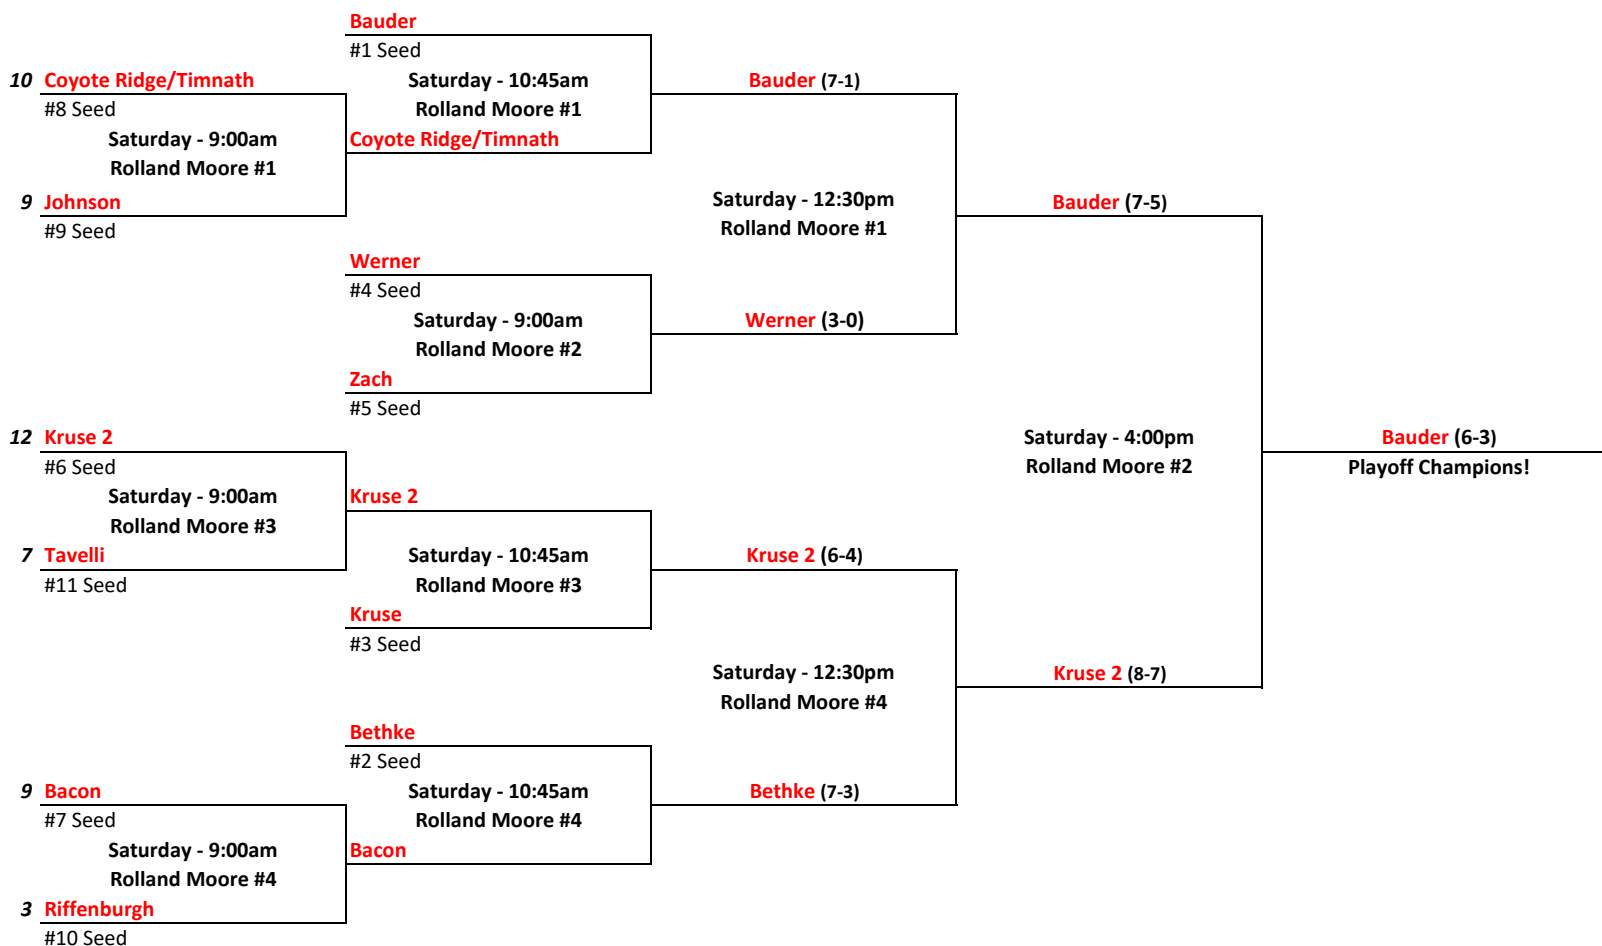 Bauder
#1 Seed
10 Coyote Ridge/Timnath
Saturday - 10:45am
Bauder (7-1)
#8 Seed
Rolland Moore #1
Saturday - 9:00am
Coyote Ridge/Timnath
Rolland Moore #1
9 Johnson
Saturday - 12:30pm
Bauder (7-5)
#9 Seed
Rolland Moore #1
Werner
#4 Seed
Saturday - 9:00am
Werner (3-0)
Rolland Moore #2
Zach
#5 Seed
12 Kruse 2
Saturday - 4:00pm
Bauder (6-3)
#6 Seed
Rolland Moore #2
Playoff Champions!
Saturday - 9:00am
Kruse 2
Rolland Moore #3
7 Tavelli
Saturday - 10:45am
Kruse 2 (6-4)
#11 Seed
Rolland Moore #3
Kruse
#3 Seed
Saturday - 12:30pm
Kruse 2 (8-7)
Rolland Moore #4
Bethke
#2 Seed
9 Bacon
Saturday - 10:45am
Bethke (7-3)
#7 Seed
Rolland Moore #4
Saturday - 9:00am
Bacon
Rolland Moore #4
3 Riffenburgh
#10 Seed